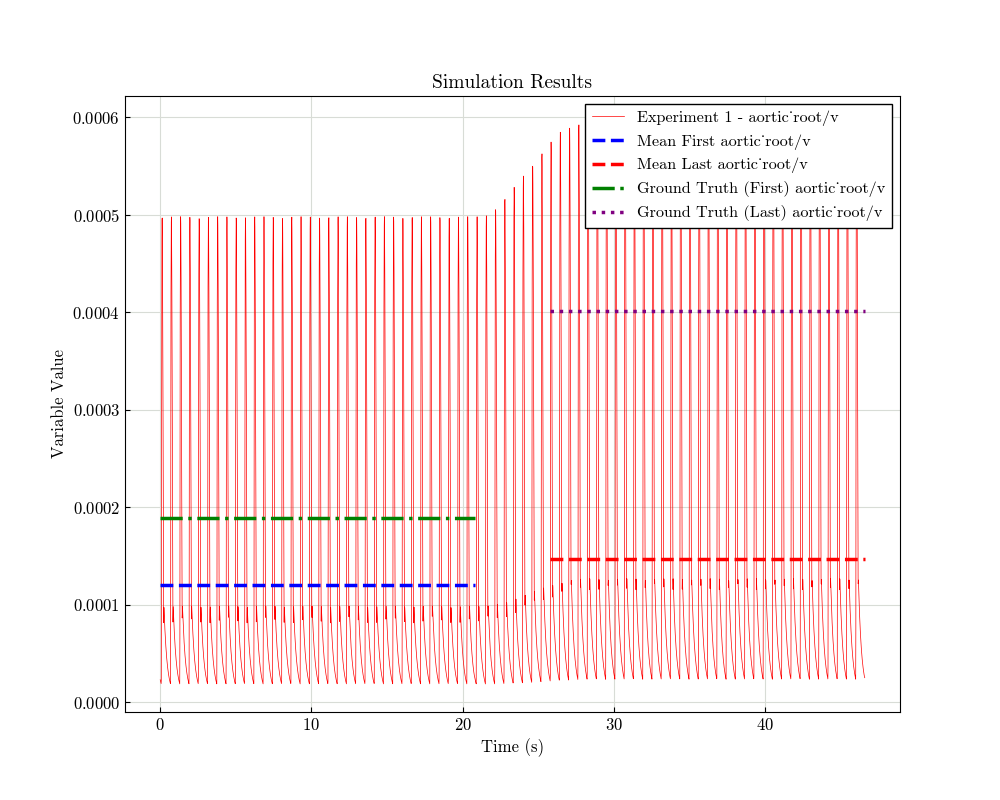 Simulation Results
0.0006
0.0005
0.0004
0.0003
0.0002
0.0001
0.0000
Variable Value
Experiment 1 - aortic˙root/v
Mean First aortic˙root/v
Mean Last aortic˙root/v
Ground Truth (First) aortic˙root/v
Ground Truth (Last) aortic˙root/v
0 10 20 30 40
Time (s)